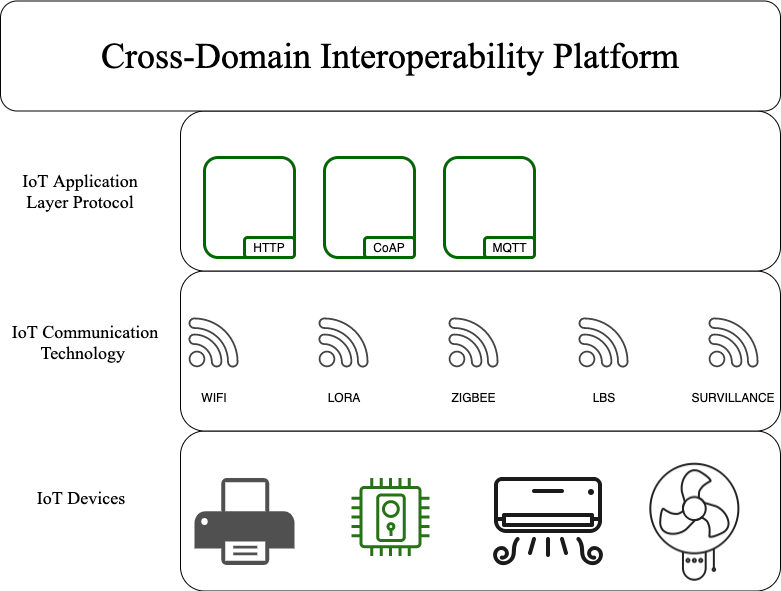 Cross-Domain Interoperability Platform
IoT Application
Layer Protocol
HTTP
CoAP
MQTT
IoT Communication
Technology
WIFI
LORA
ZIGBEE
LBS
SURVILLANCE
IoT Devices